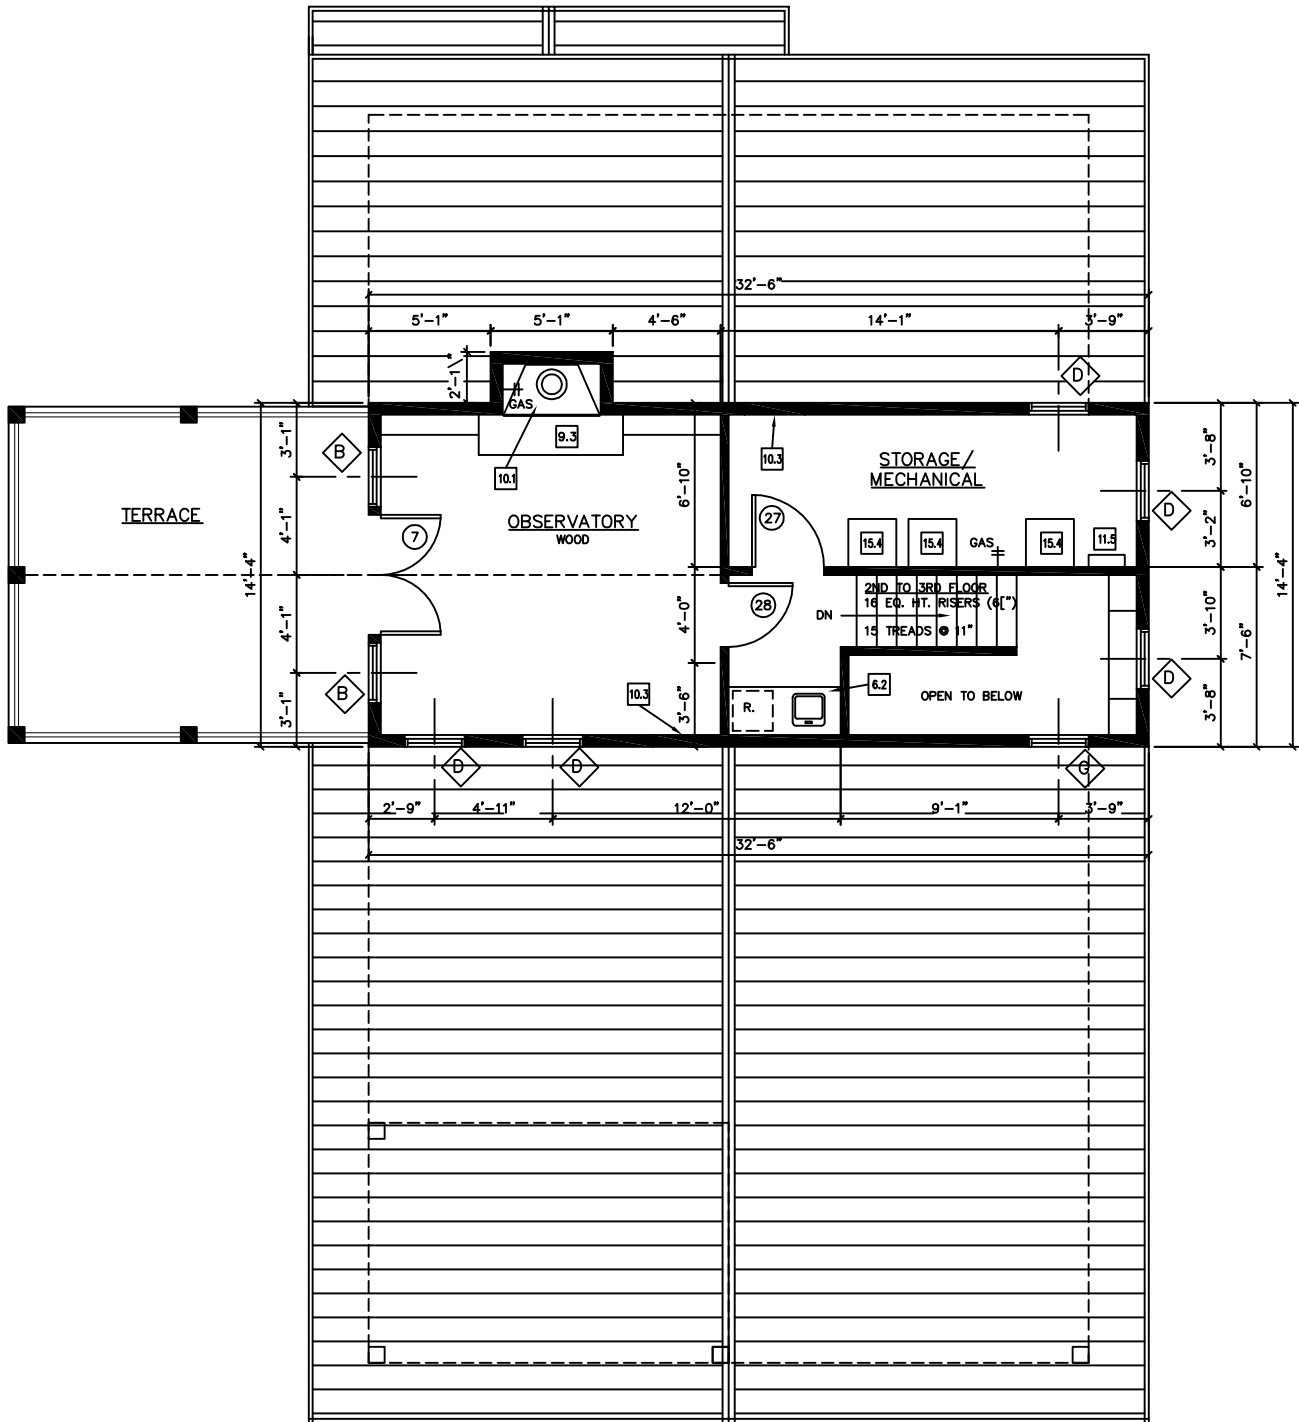 32'-6"
5'-1"
5'-1"
4'-6"
14'-1"
3'-9"
2'-1
D
GAS
9.3
10.1
10.3
STORAGE/
MECHANICAL
3'-1"
B
4'-1"
14'-4"
4'-1"
B
3'-1"
TERRACE
7
OBSERVATORY
WOOD
6'-10"
4'-0"
3'-6"
27
28
15.4
15.4
GAS
15.4
11.5
2ND TO 3RD FLOOR
16 EQ. HT. RISERS (6[")
DN
15 TREADS @ 11"
10.3
R.
6.2
OPEN TO BELOW
D
D
3'-8"
3'-2"
3'-10"
3'-8"
6'-10"
7'-6"
14'-4"
D
D
G
2'-9"
4'-11"
12'-0"
9'-1"
3'-9"
32'-6"